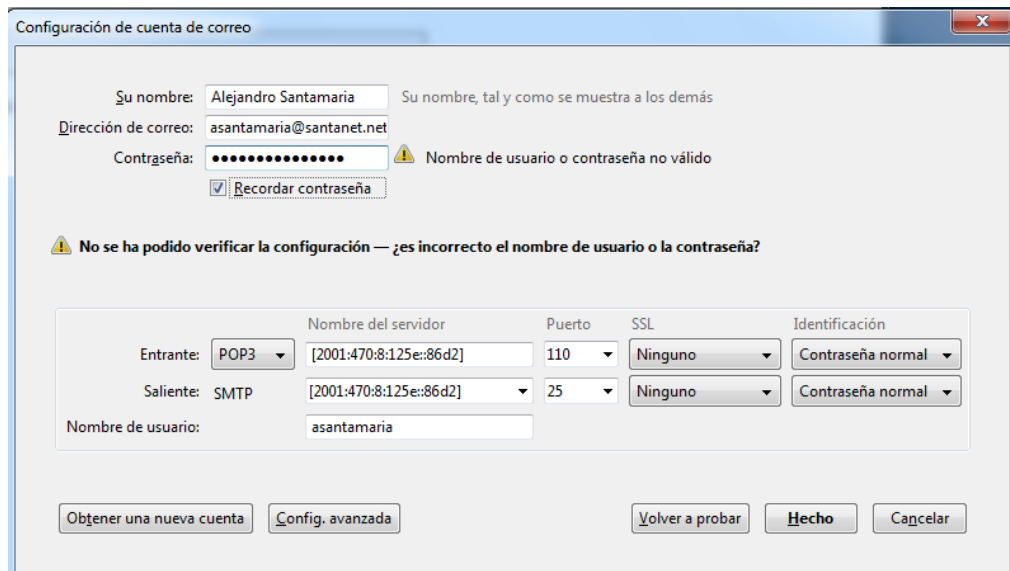 Configuración de cuenta de correo
Su nombre: Alejandro Santamaria Su nombre, tal y como se muestra a los demás
Dirección de correo: asantamaria@santanet.net
Contraseña: ••••••••••••••• Nombre de usuario o contraseña no válido
Recordar contraseña
No se ha podido verificar la configuración — ¿es incorrecto el nombre de usuario o la contraseña?
Nombre del servidor Puerto SSL Identificación
Entrante: POP3 [2001:470:8:125e::86d2] 110 Ninguno Contraseña normal
Saliente: SMTP [2001:470:8:125e::86d2] 25 Ninguno Contraseña normal
Nombre de usuario: asantamaria
Obtener una nueva cuenta Config. avanzada Volver a probar Hecho Cancelar